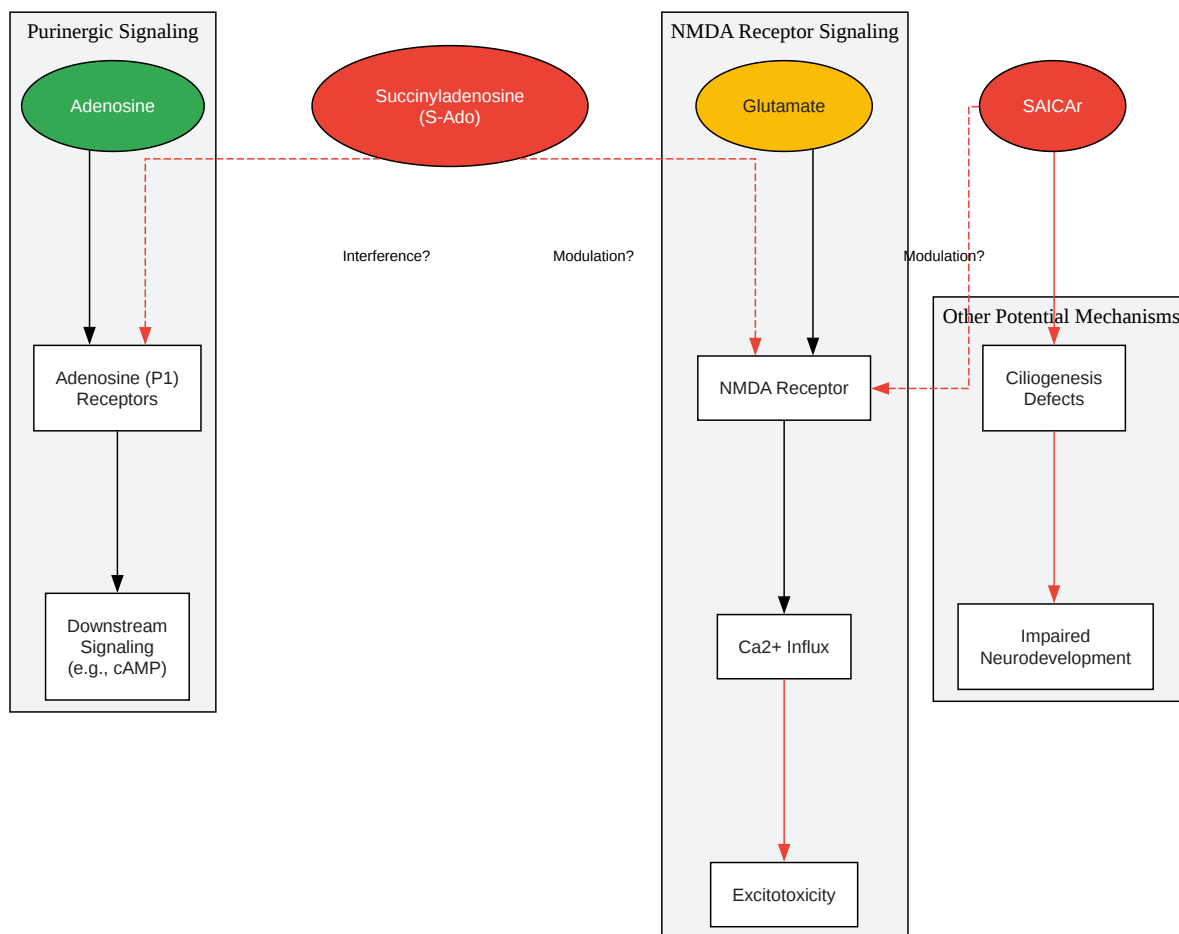 Purinergic Signaling
NMDA Receptor Signaling
Adenosine
Succinyladenosine
(S-Ado)
Glutamate
SAICAr
Interference?
Modulation?
Modulation?
Other Potential Mechanisms
Adenosine (P1)
Receptors
NMDA Receptor
Ciliogenesis
Defects
Downstream
Signaling
(e.g., cAMP)
Ca2+ Influx
Impaired
Neurodevelopment
Excitotoxicity